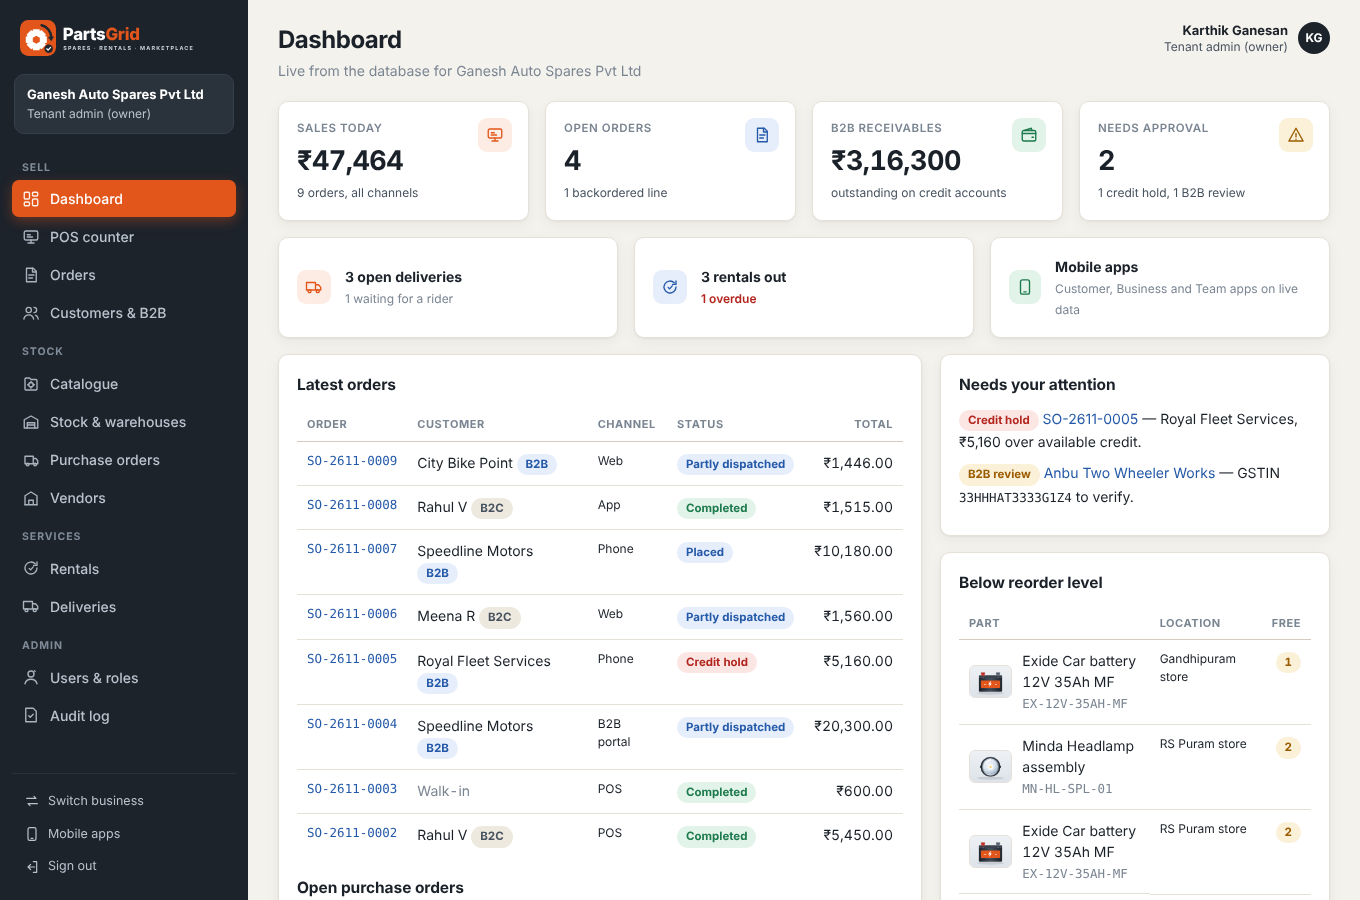 PartsGrid
SPARES · RENTALS · MARKETPLACE
Ganesh Auto Spares Pvt Ltd
Tenant admin (owner)
SELL
Dashboard
POS counter
Orders
Customers & B2B
STOCK
Catalogue
Stock & warehouses
Purchase orders
Vendors
SERVICES
Rentals
Deliveries
ADMIN
Users & roles
Audit log
Switch business
Mobile apps
Sign out
Dashboard
Live from the database for Ganesh Auto Spares Pvt Ltd
Karthik Ganesan
Tenant admin (owner)
KG
SALES TODAY
₹47,464
9 orders, all channels
OPEN ORDERS
4
1 backordered line
B2B RECEIVABLES
₹3,16,300
outstanding on credit accounts
NEEDS APPROVAL
2
1 credit hold, 1 B2B review
3 open deliveries
1 waiting for a rider
3 rentals out
1 overdue
Mobile apps
Customer, Business and Team apps on live
data
Latest orders
ORDER CUSTOMER CHANNEL STATUS TOTAL
SO-2611-0009 City Bike Point B2B Web Partly dispatched ₹1,446.00
SO-2611-0008 Rahul V B2C App Completed ₹1,515.00
SO-2611-0007 Speedline Motors Phone Placed ₹10,180.00
B2B
SO-2611-0006 Meena R B2C Web Partly dispatched ₹1,560.00
SO-2611-0005 Royal Fleet Services Phone Credit hold ₹5,160.00
B2B
SO-2611-0004 Speedline Motors B2B Partly dispatched ₹20,300.00
B2B portal
SO-2611-0003 Walk-in POS Completed ₹600.00
SO-2611-0002 Rahul V B2C POS Completed ₹5,450.00
Open purchase orders
Needs your attention
Credit hold SO-2611-0005 — Royal Fleet Services,
₹5,160 over available credit.
B2B review Anbu Two Wheeler Works — GSTIN
33HHHAT3333G1Z4 to verify.
Below reorder level
PART LOCATION FREE
Exide Car battery Gandhipuram 1
12V 35Ah MF store
EX-12V-35AH-MF
Minda Headlamp RS Puram store 2
assembly
MN-HL-SPL-01
Exide Car battery RS Puram store 2
12V 35Ah MF
EX-12V-35AH-MF